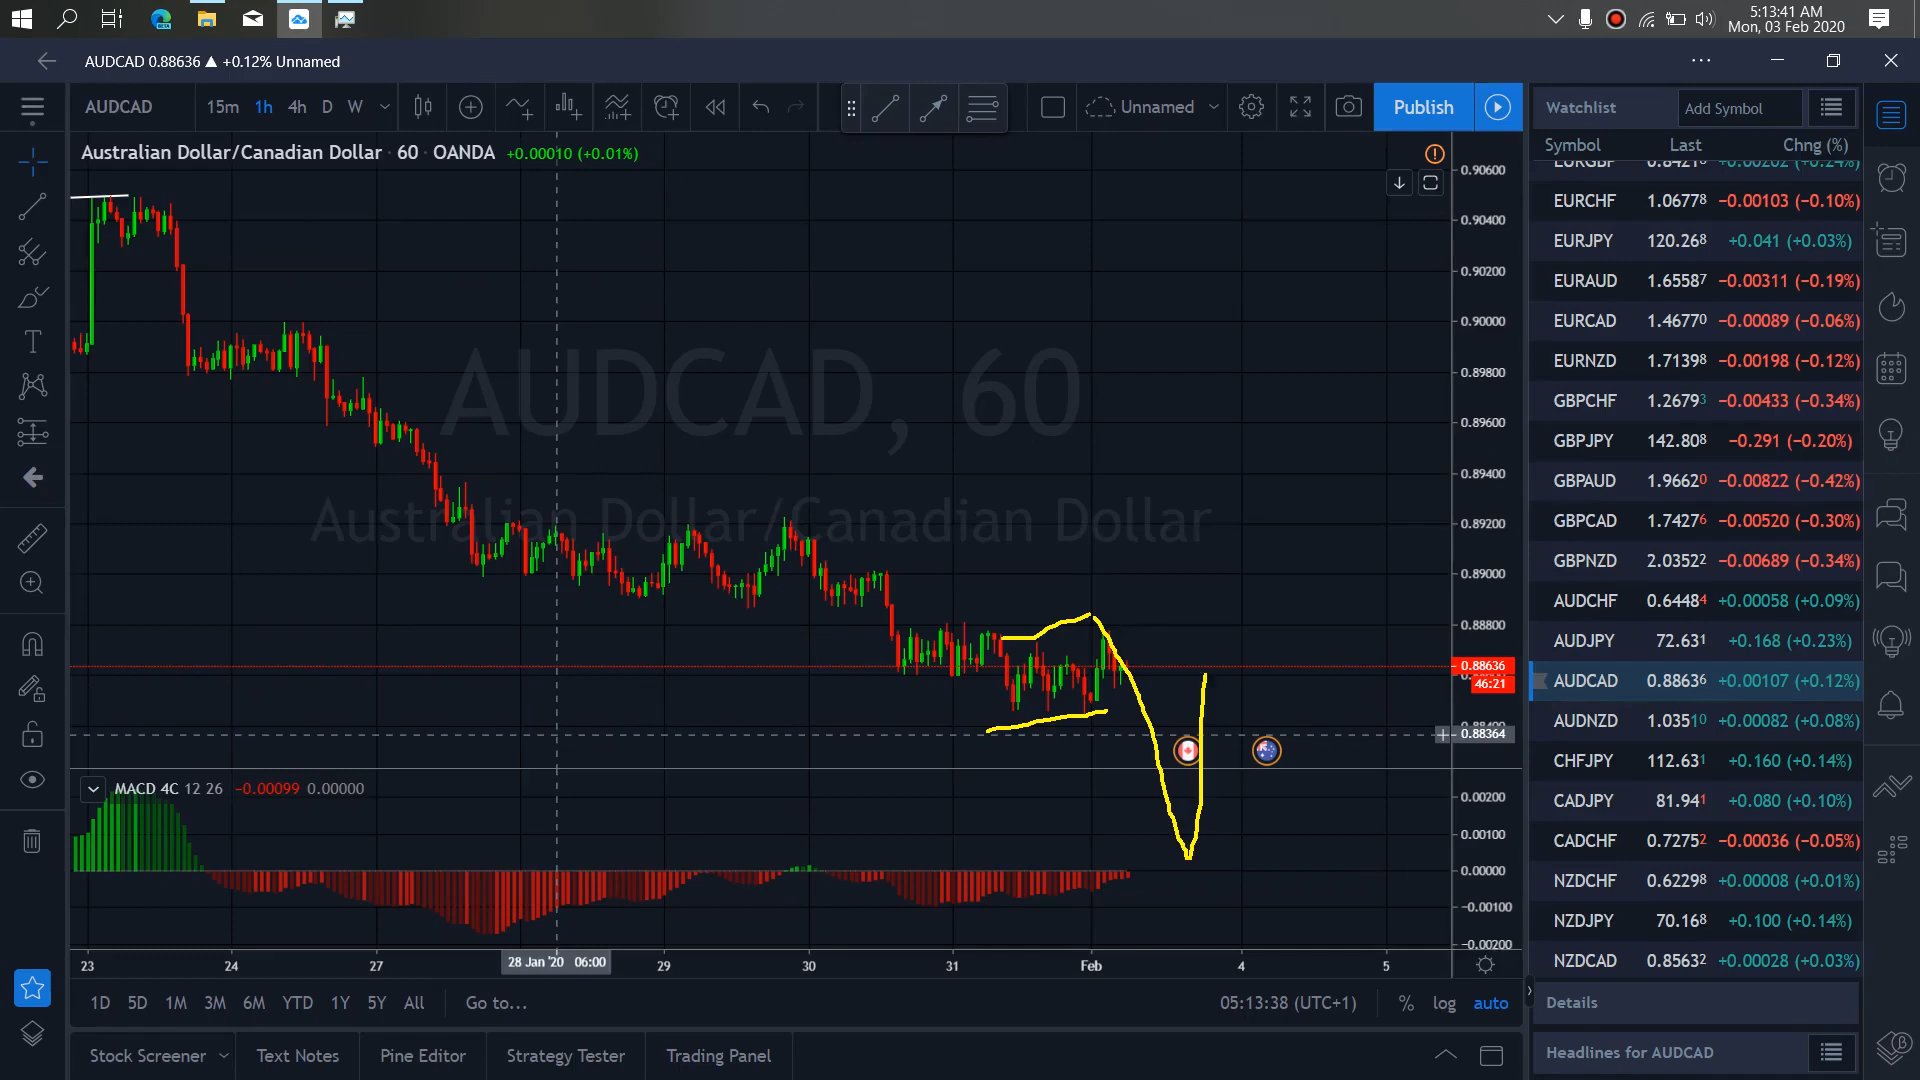 5:13:41 AM
Mon, 03 Feb 2020
AUDCAD 0.88636 ▲ +0.12% Unnamed
AUDCAD 15m 1h 4h D W Unnamed Publish
Watchlist Add Symbol
Symbol Last Chng (%)
Australian Dollar/Canadian Dollar · 60 · OANDA +0.00010 (+0.01%)
AUDCAD, 60
Australian Dollar/Canadian Dollar
0.90600
0.90400
0.90200
0.90000
0.89800
0.89600
0.89400
0.89200
0.89000
0.88800
0.88636
46:21
0.88400
0.88364
MACD 4C 12 26 −0.00099 0.00000
0.00200
0.00100
0.00000
−0.00100
−0.00200
23 24 27 28 Jan '20 06:00 29 30 31 Feb 4 5
1D 5D 1M 3M 6M YTD 1Y 5Y All Go to... 05:13:38 (UTC+1) % log auto
Stock Screener Text Notes Pine Editor Strategy Tester Trading Panel
EURGBP 0.84218 +0.00202 (+0.24%)
EURCHF 1.06778 −0.00103 (−0.10%)
EURJPY 120.268 +0.041 (+0.03%)
EURAUD 1.65587 −0.00311 (−0.19%)
EURCAD 1.46770 −0.00089 (−0.06%)
EURNZD 1.71398 −0.00198 (−0.12%)
GBPCHF 1.26793 −0.00433 (−0.34%)
GBPJPY 142.808 −0.291 (−0.20%)
GBPAUD 1.96620 −0.00822 (−0.42%)
GBPCAD 1.74276 −0.00520 (−0.30%)
GBPNZD 2.03522 −0.00689 (−0.34%)
AUDCHF 0.64484 +0.00058 (+0.09%)
AUDJPY 72.631 +0.168 (+0.23%)
AUDCAD 0.88636 +0.00107 (+0.12%)
AUDNZD 1.03510 +0.00082 (+0.08%)
CHFJPY 112.631 +0.160 (+0.14%)
CADJPY 81.941 +0.080 (+0.10%)
CADCHF 0.72752 −0.00036 (−0.05%)
NZDCHF 0.62298 +0.00008 (+0.01%)
NZDJPY 70.168 +0.100 (+0.14%)
NZDCAD 0.85632 +0.00028 (+0.03%)
Details
Headlines for AUDCAD